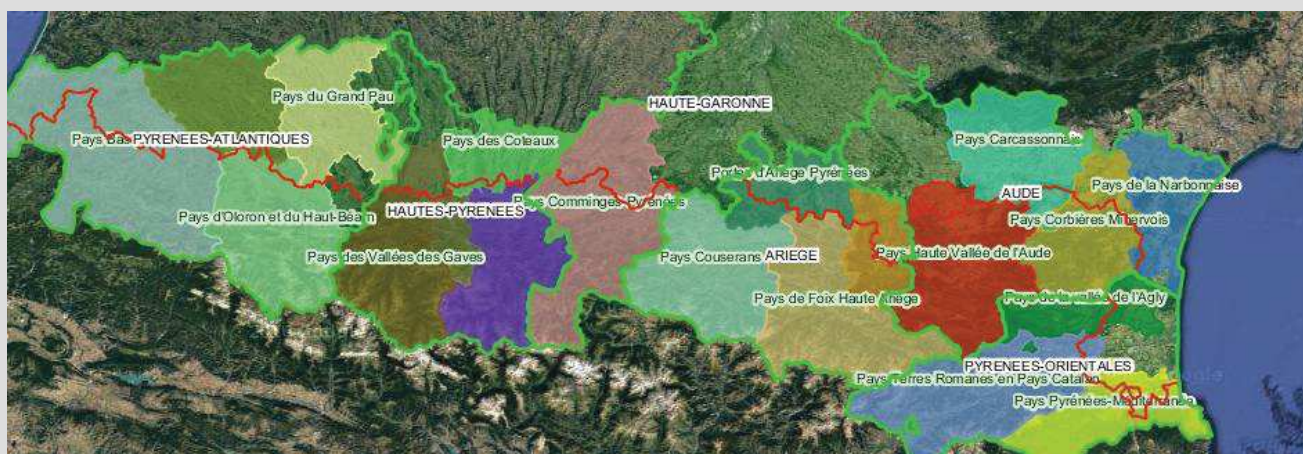 Pays du Grand Pau
HAUTE-GARONNE
Pays Bas
PYRENEES-ATLANTIQUES
Pays des Coteaux
Pays Carcassonnais
Portes d'Ariège Pyrénées
Pays de la Narbonnaise
AUDE
Pays d'Oloron et du Haut-Béarn
HAUTES-PYRENEES
Pays Comminges-Pyrénées
Pays Corbières Minervois
Pays des Vallées des Gaves
Pays Couserans
ARIEGE
Pays Haute Vallée de l'Aude
Pays de Foix Haute Ariège
Pays de la vallée de l'Agly
PYRENEES-ORIENTALES
Pays Terres Romanes en Pays Catalan
Pays Pyrénées-Méditerranée